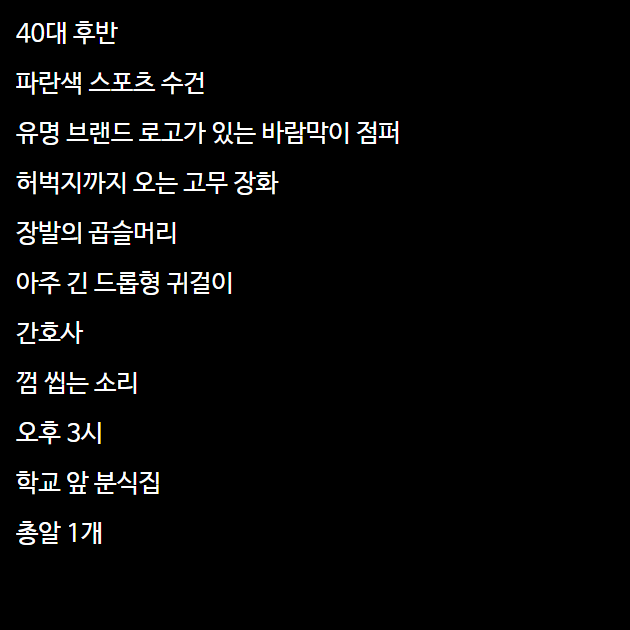 40대 후반
파란색 스포츠 수건
유명 브랜드 로고가 있는 바람막이 점퍼
허벅지까지 오는 고무 장화
장발의 곱슬머리
아주 긴 드롭형 귀걸이
간호사
껌 씹는 소리
오후 3시
학교 앞 분식집
총알 1개